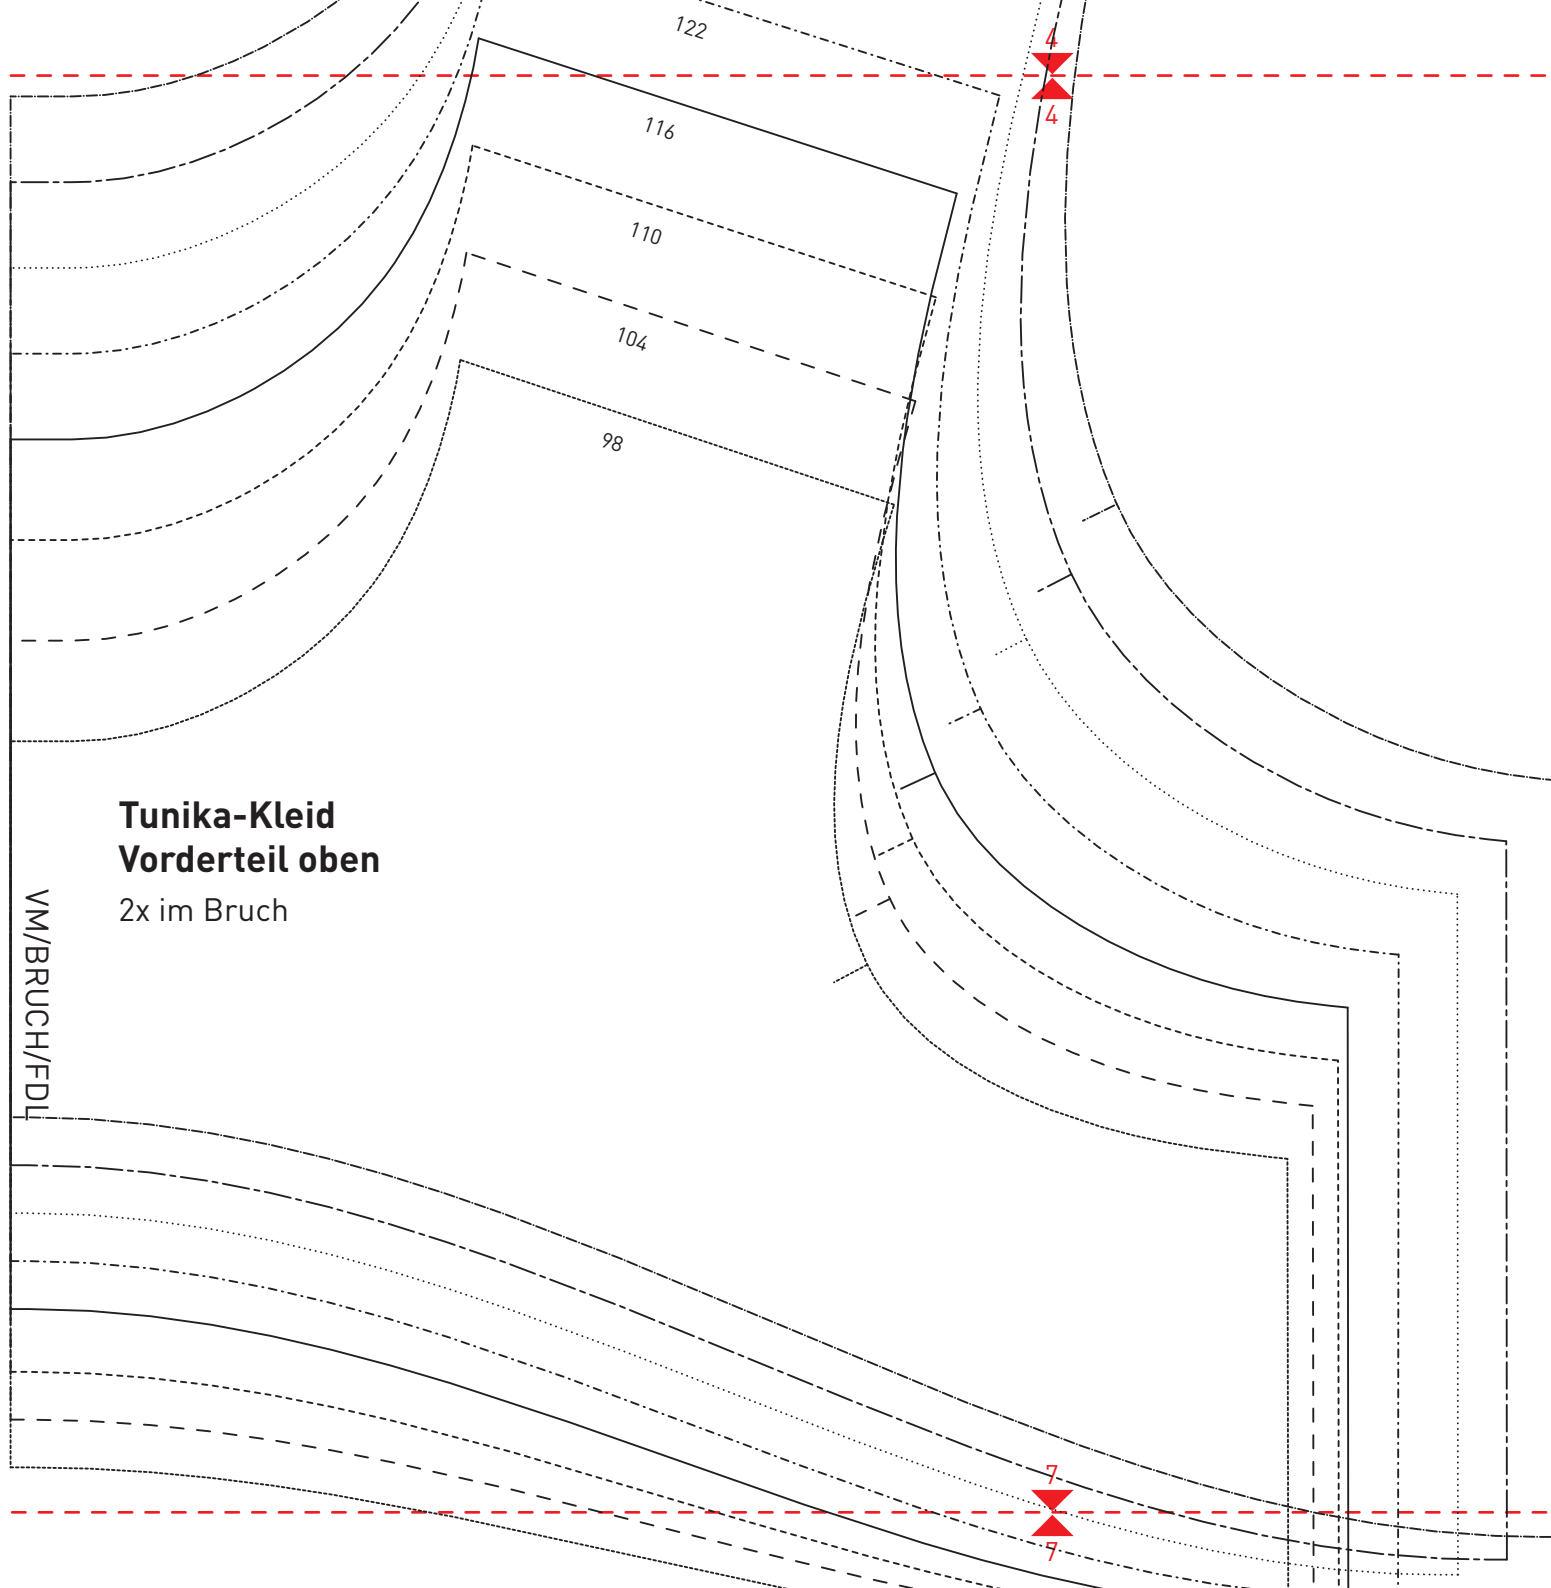 122
4
4
116
110
104
98
Tunika-Kleid
Vorderteil oben
2x im Bruch
VM/BRUCH/FDL
7
7